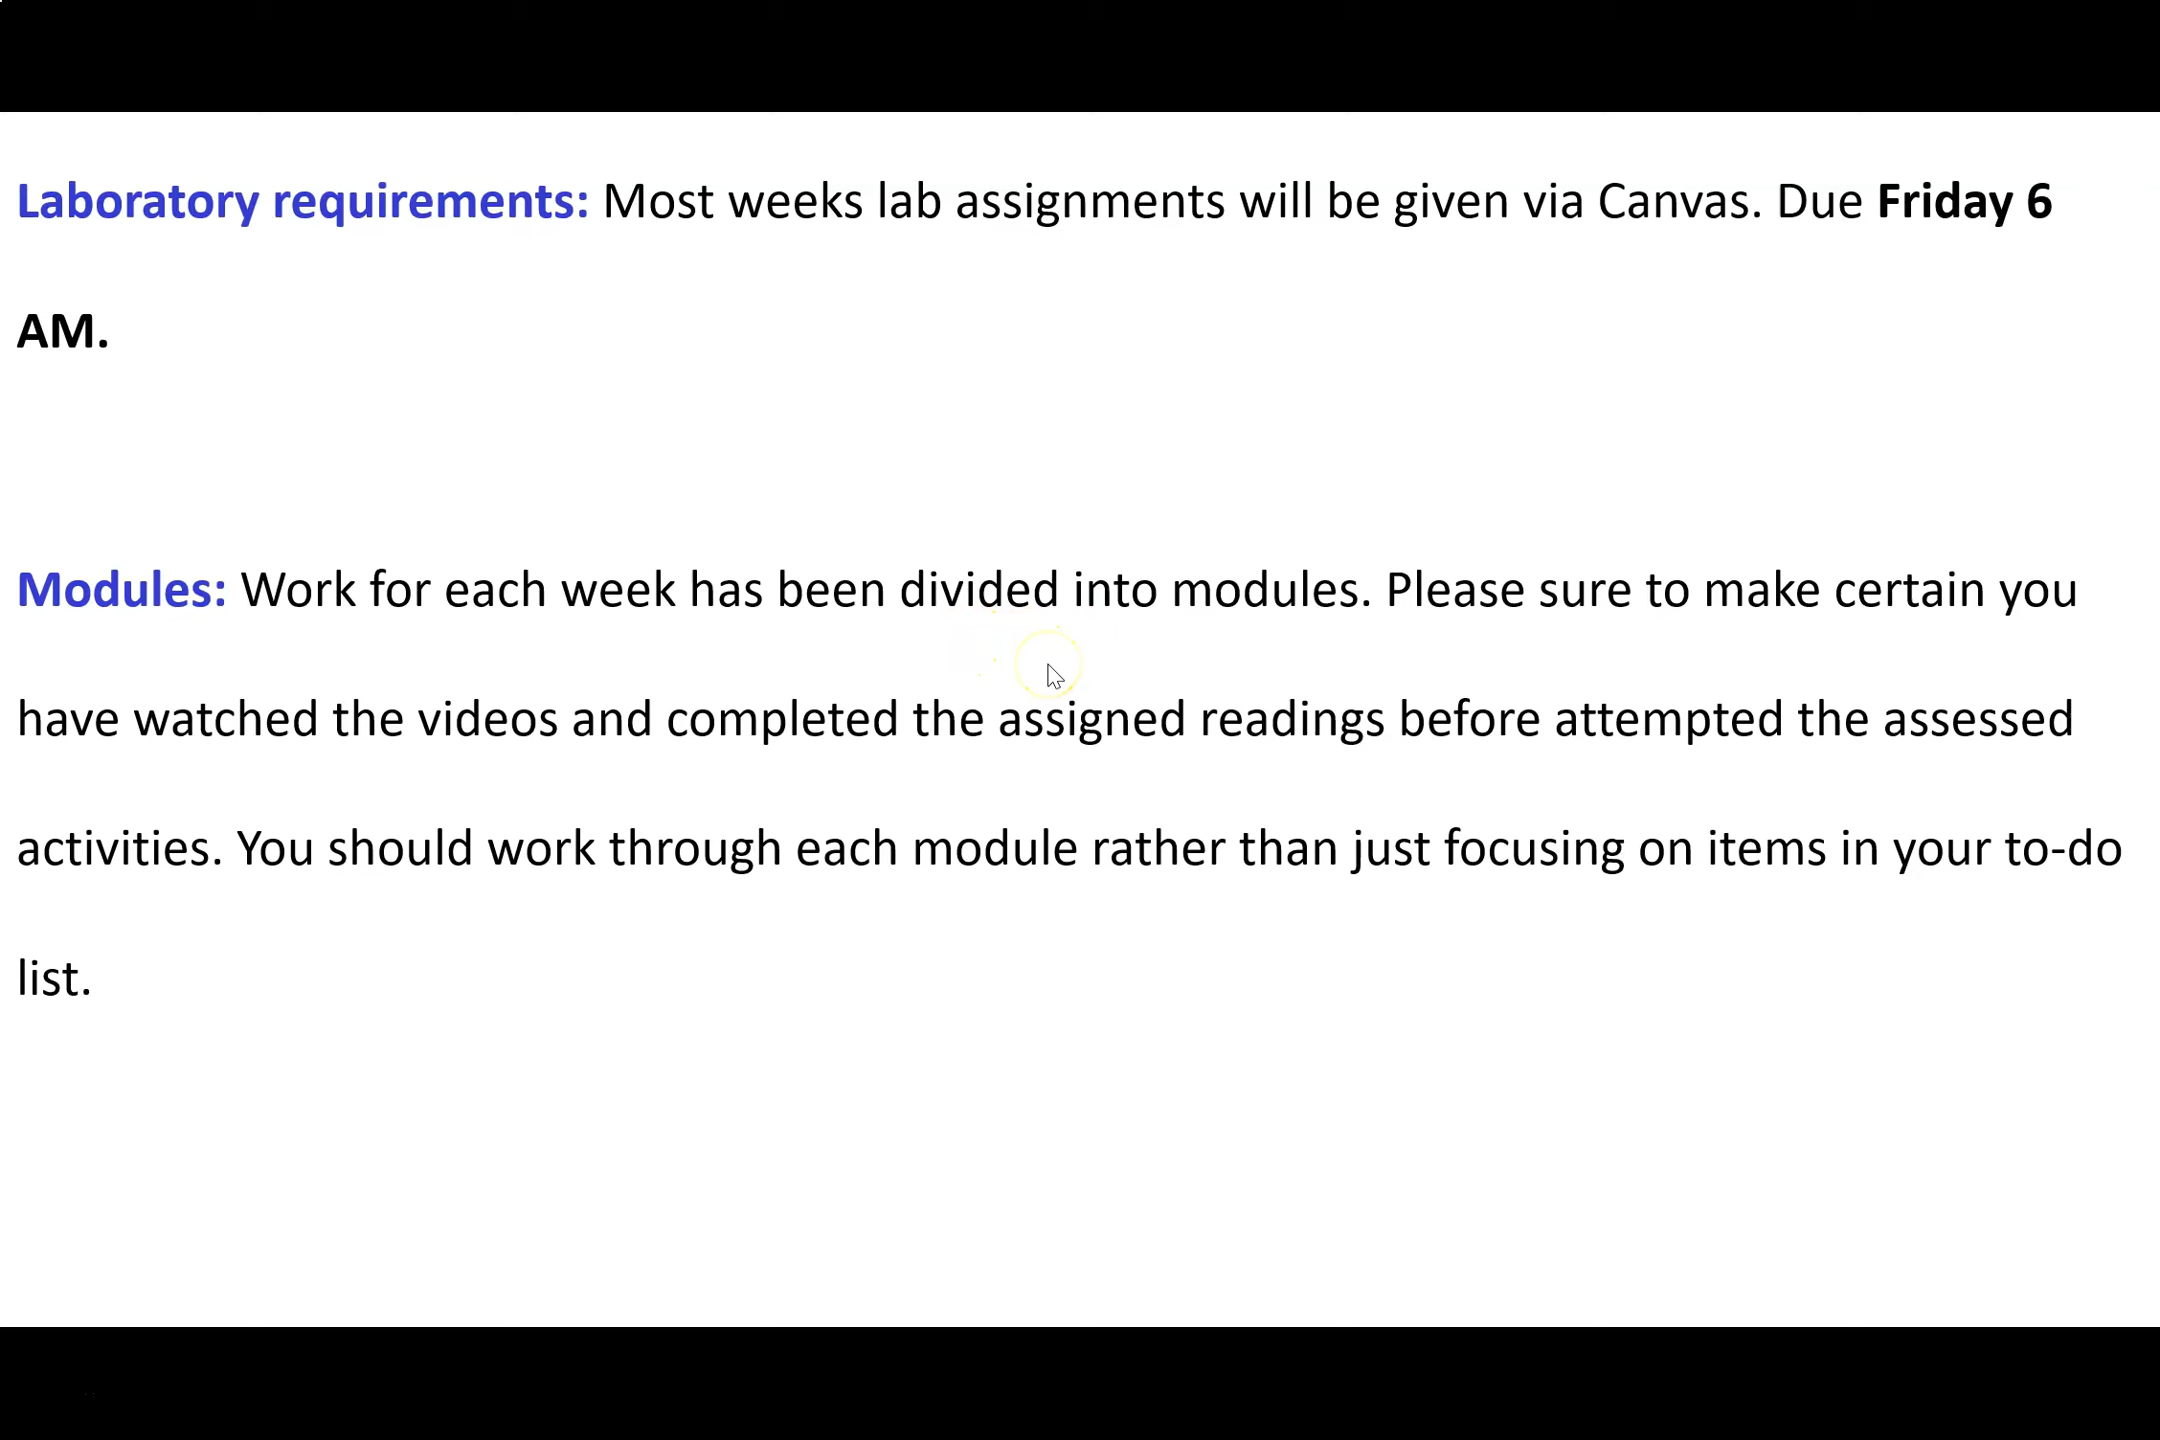 Laboratory requirements: Most weeks lab assignments will be given via Canvas. Due Friday 6
AM.
Modules: Work for each week has been divided into modules. Please sure to make certain you
have watched the videos and completed the assigned readings before attempted the assessed
activities. You should work through each module rather than just focusing on items in your to-do
list.